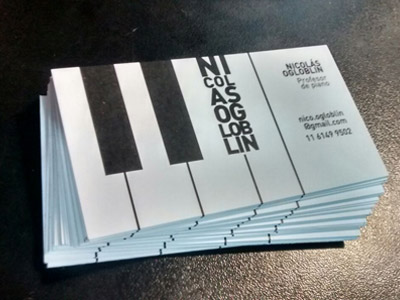 NI
COL
ÁS
OG
LOB
LIN
NICOLÁS
OGLOBLIN
Profesor
de piano
nico.ogloblin
@gmail.com
11 6149 9502